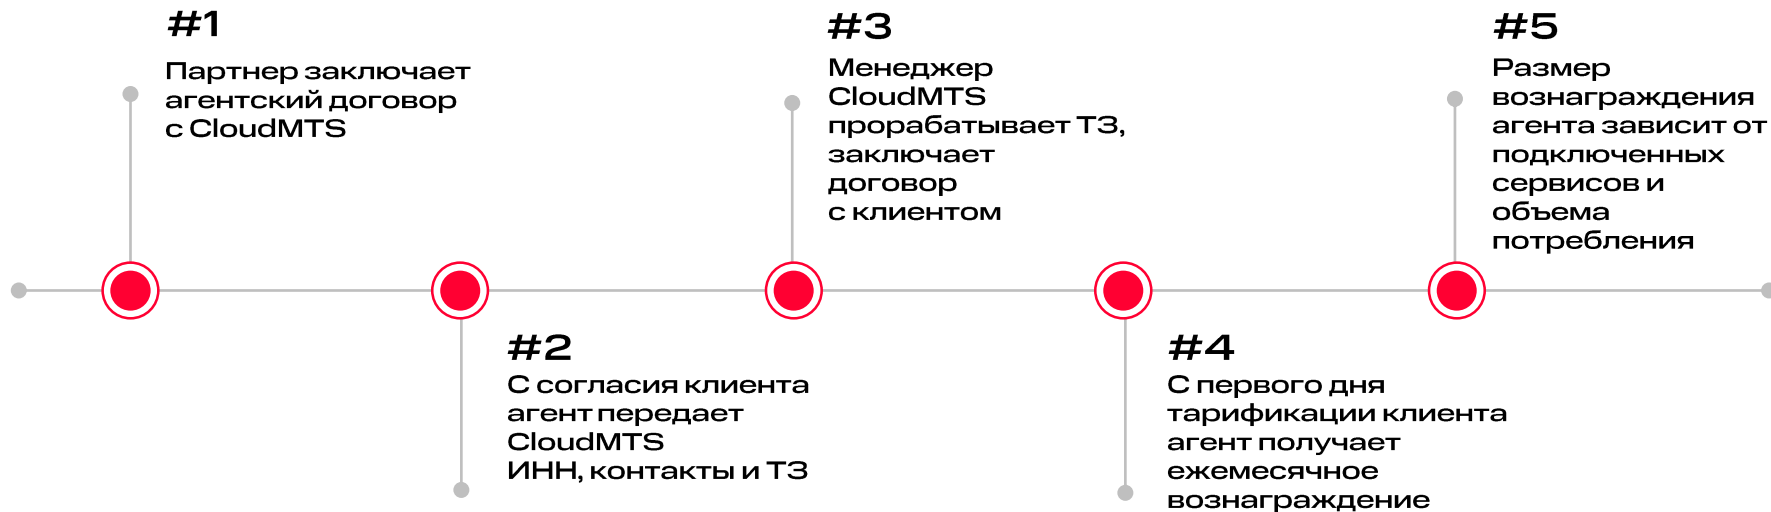 #1
Партнер заключает
агентский договор
с CloudMTS
#2
С согласия клиента
агент передает
CloudMTS
ИНН, контакты и ТЗ
#3
Менеджер
CloudMTS
прорабатывает ТЗ,
заключает
договор
с клиентом
#4
С первого дня
тарификации клиента
агент получает
ежемесячное
вознаграждение
#5
Размер
вознаграждения
агента зависит от
подключенных
сервисов и
объема
потребления